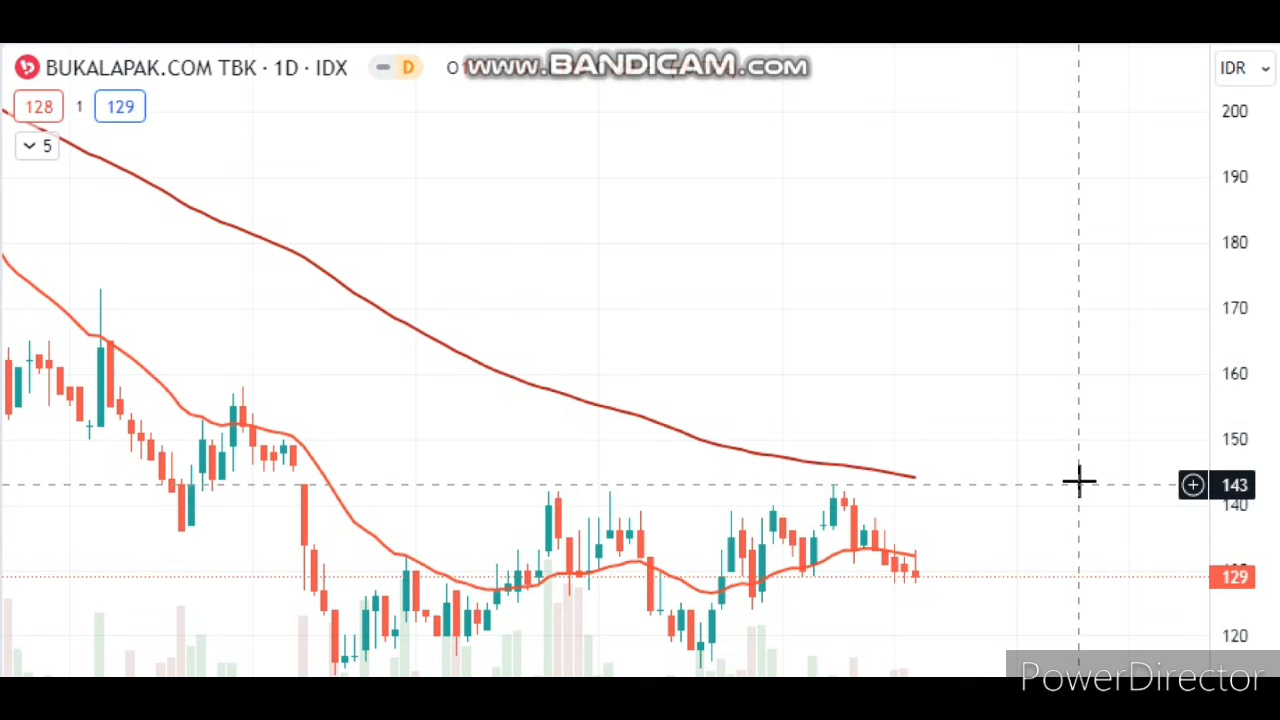 BUKALAPAK.COM TBK · 1D · IDX
D
O
www.BANDICAM.com
IDR
128
1
129
5
200
190
180
170
160
150
143
140
129
120
PowerDirector